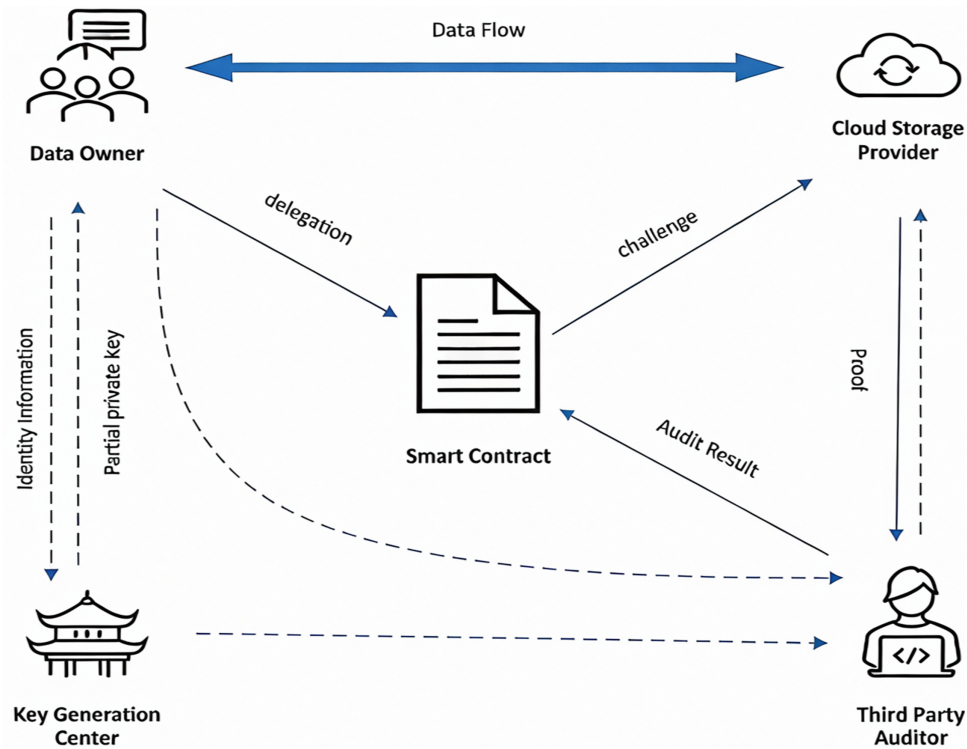 Data Flow
Data Owner
Cloud Storage
Provider
delegation
challenge
Identity Information
Partial private key
Proof
Smart Contract
Audit Result
</>
Key Generation
Center
Third Party
Auditor